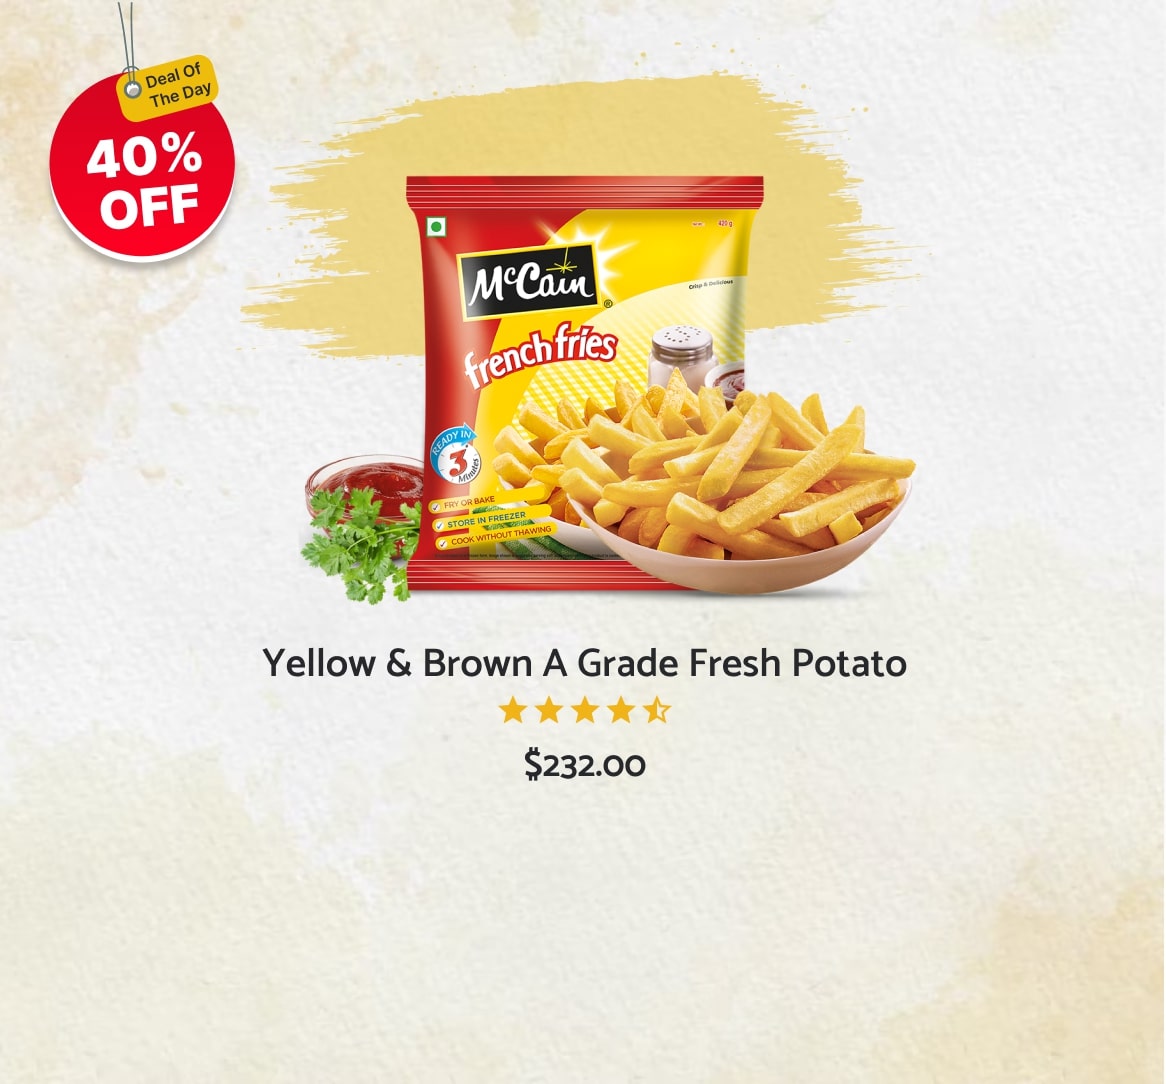 Deal Of
The Day
40%
OFF
420 g
McCain
®
Crisp & Delicious
french fries
READY IN
3
Minutes
FRY OR BAKE
STORE IN FREEZER
COOK WITHOUT THAWING
Yellow & Brown A Grade Fresh Potato
$232.00